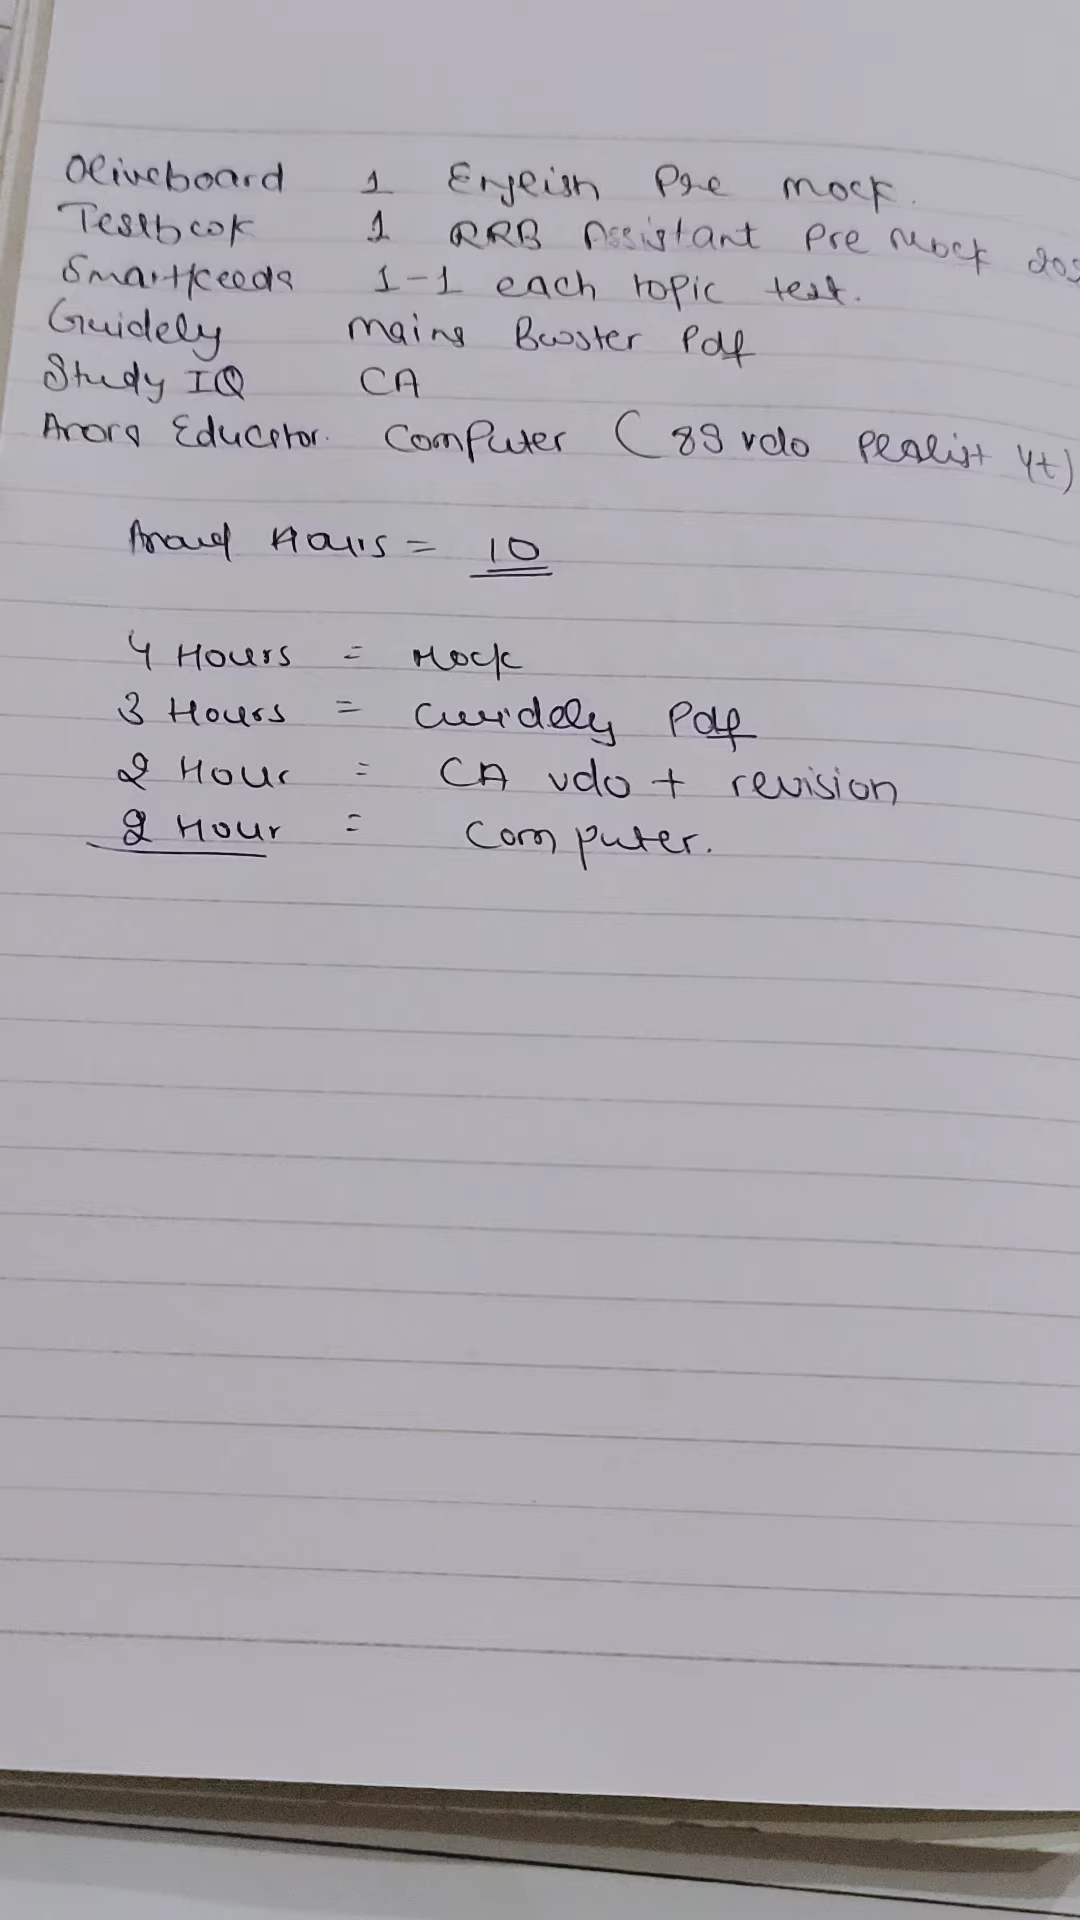 Oliveboard 1 English Pre mock.
Testbook 1 RRB Assistant Pre Mock
Smartkeeda 1-1 each topic test.
Guidely mains Booster Pdf
Study IQ CA
Arora Educator. Computer ( 89 vdo Playlist yt)
Hours = 10
4 Hours = Mock
3 Hours = Guidely Pdf
2 Hour = CA vdo + revision
2 Hour = Computer.